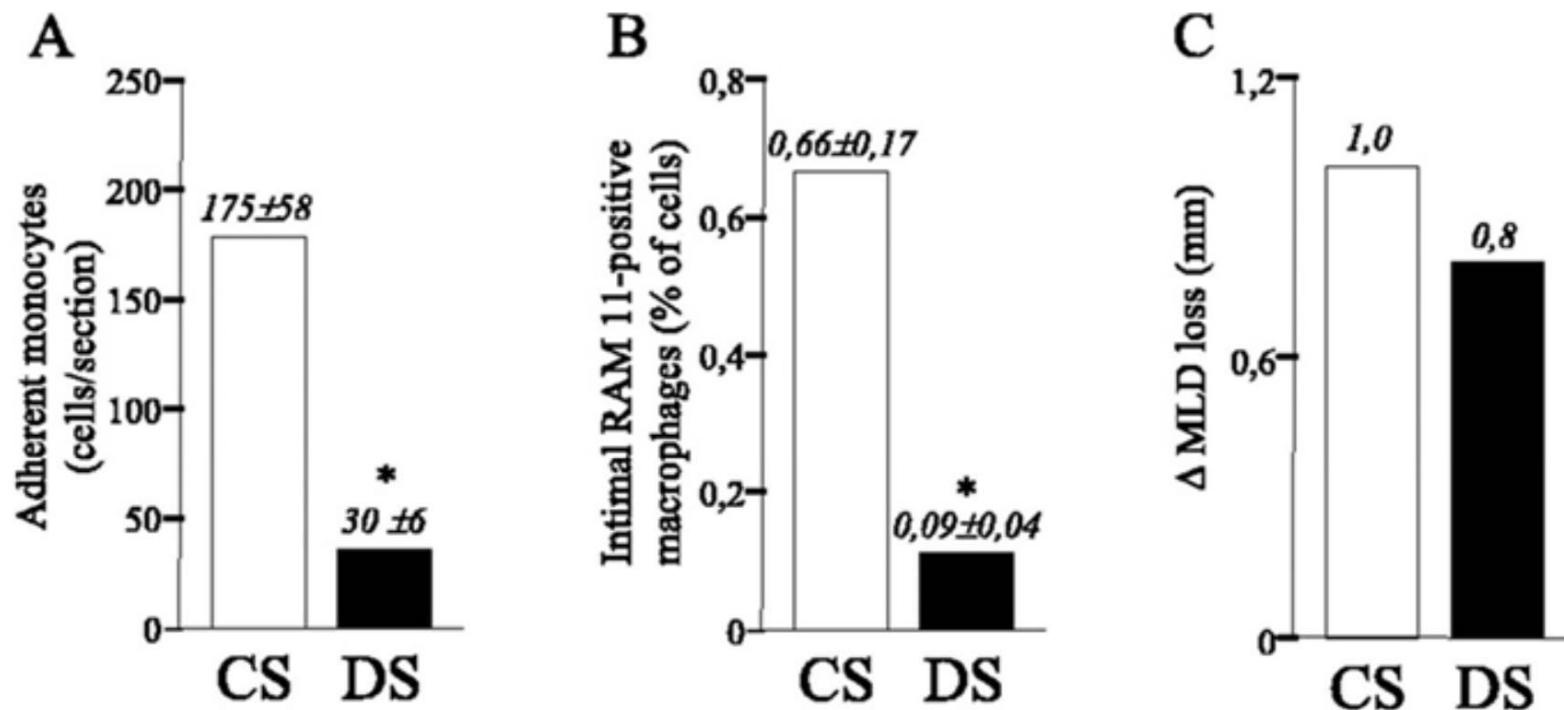 A
Adherent monocytes
(cells/section)
250
200
150
100
50
0
175±58
*
30 ±6
CS DS
B
Intimal RAM 11-positive
macrophages (% of cells)
0,8
0,6
0,4
0,2
0
0,66±0,17
*
0,09±0,04
CS DS
C
Δ MLD loss (mm)
1,2
0,6
0
1,0
0,8
CS DS